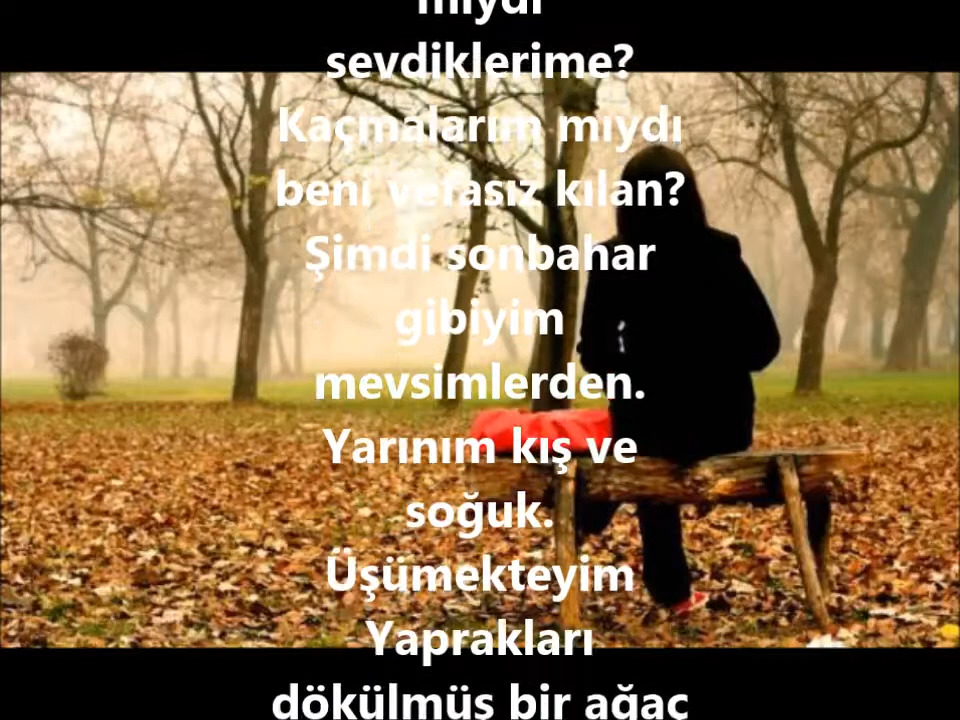 mıydı
sevdiklerime?
Kaçmalarım mıydı
beni vefasız kılan?
Şimdi sonbahar
gibiyim
mevsimlerden.
Yarınım kış ve
soğuk.
Üşümekteyim
Yaprakları
dökülmüş bir ağaç